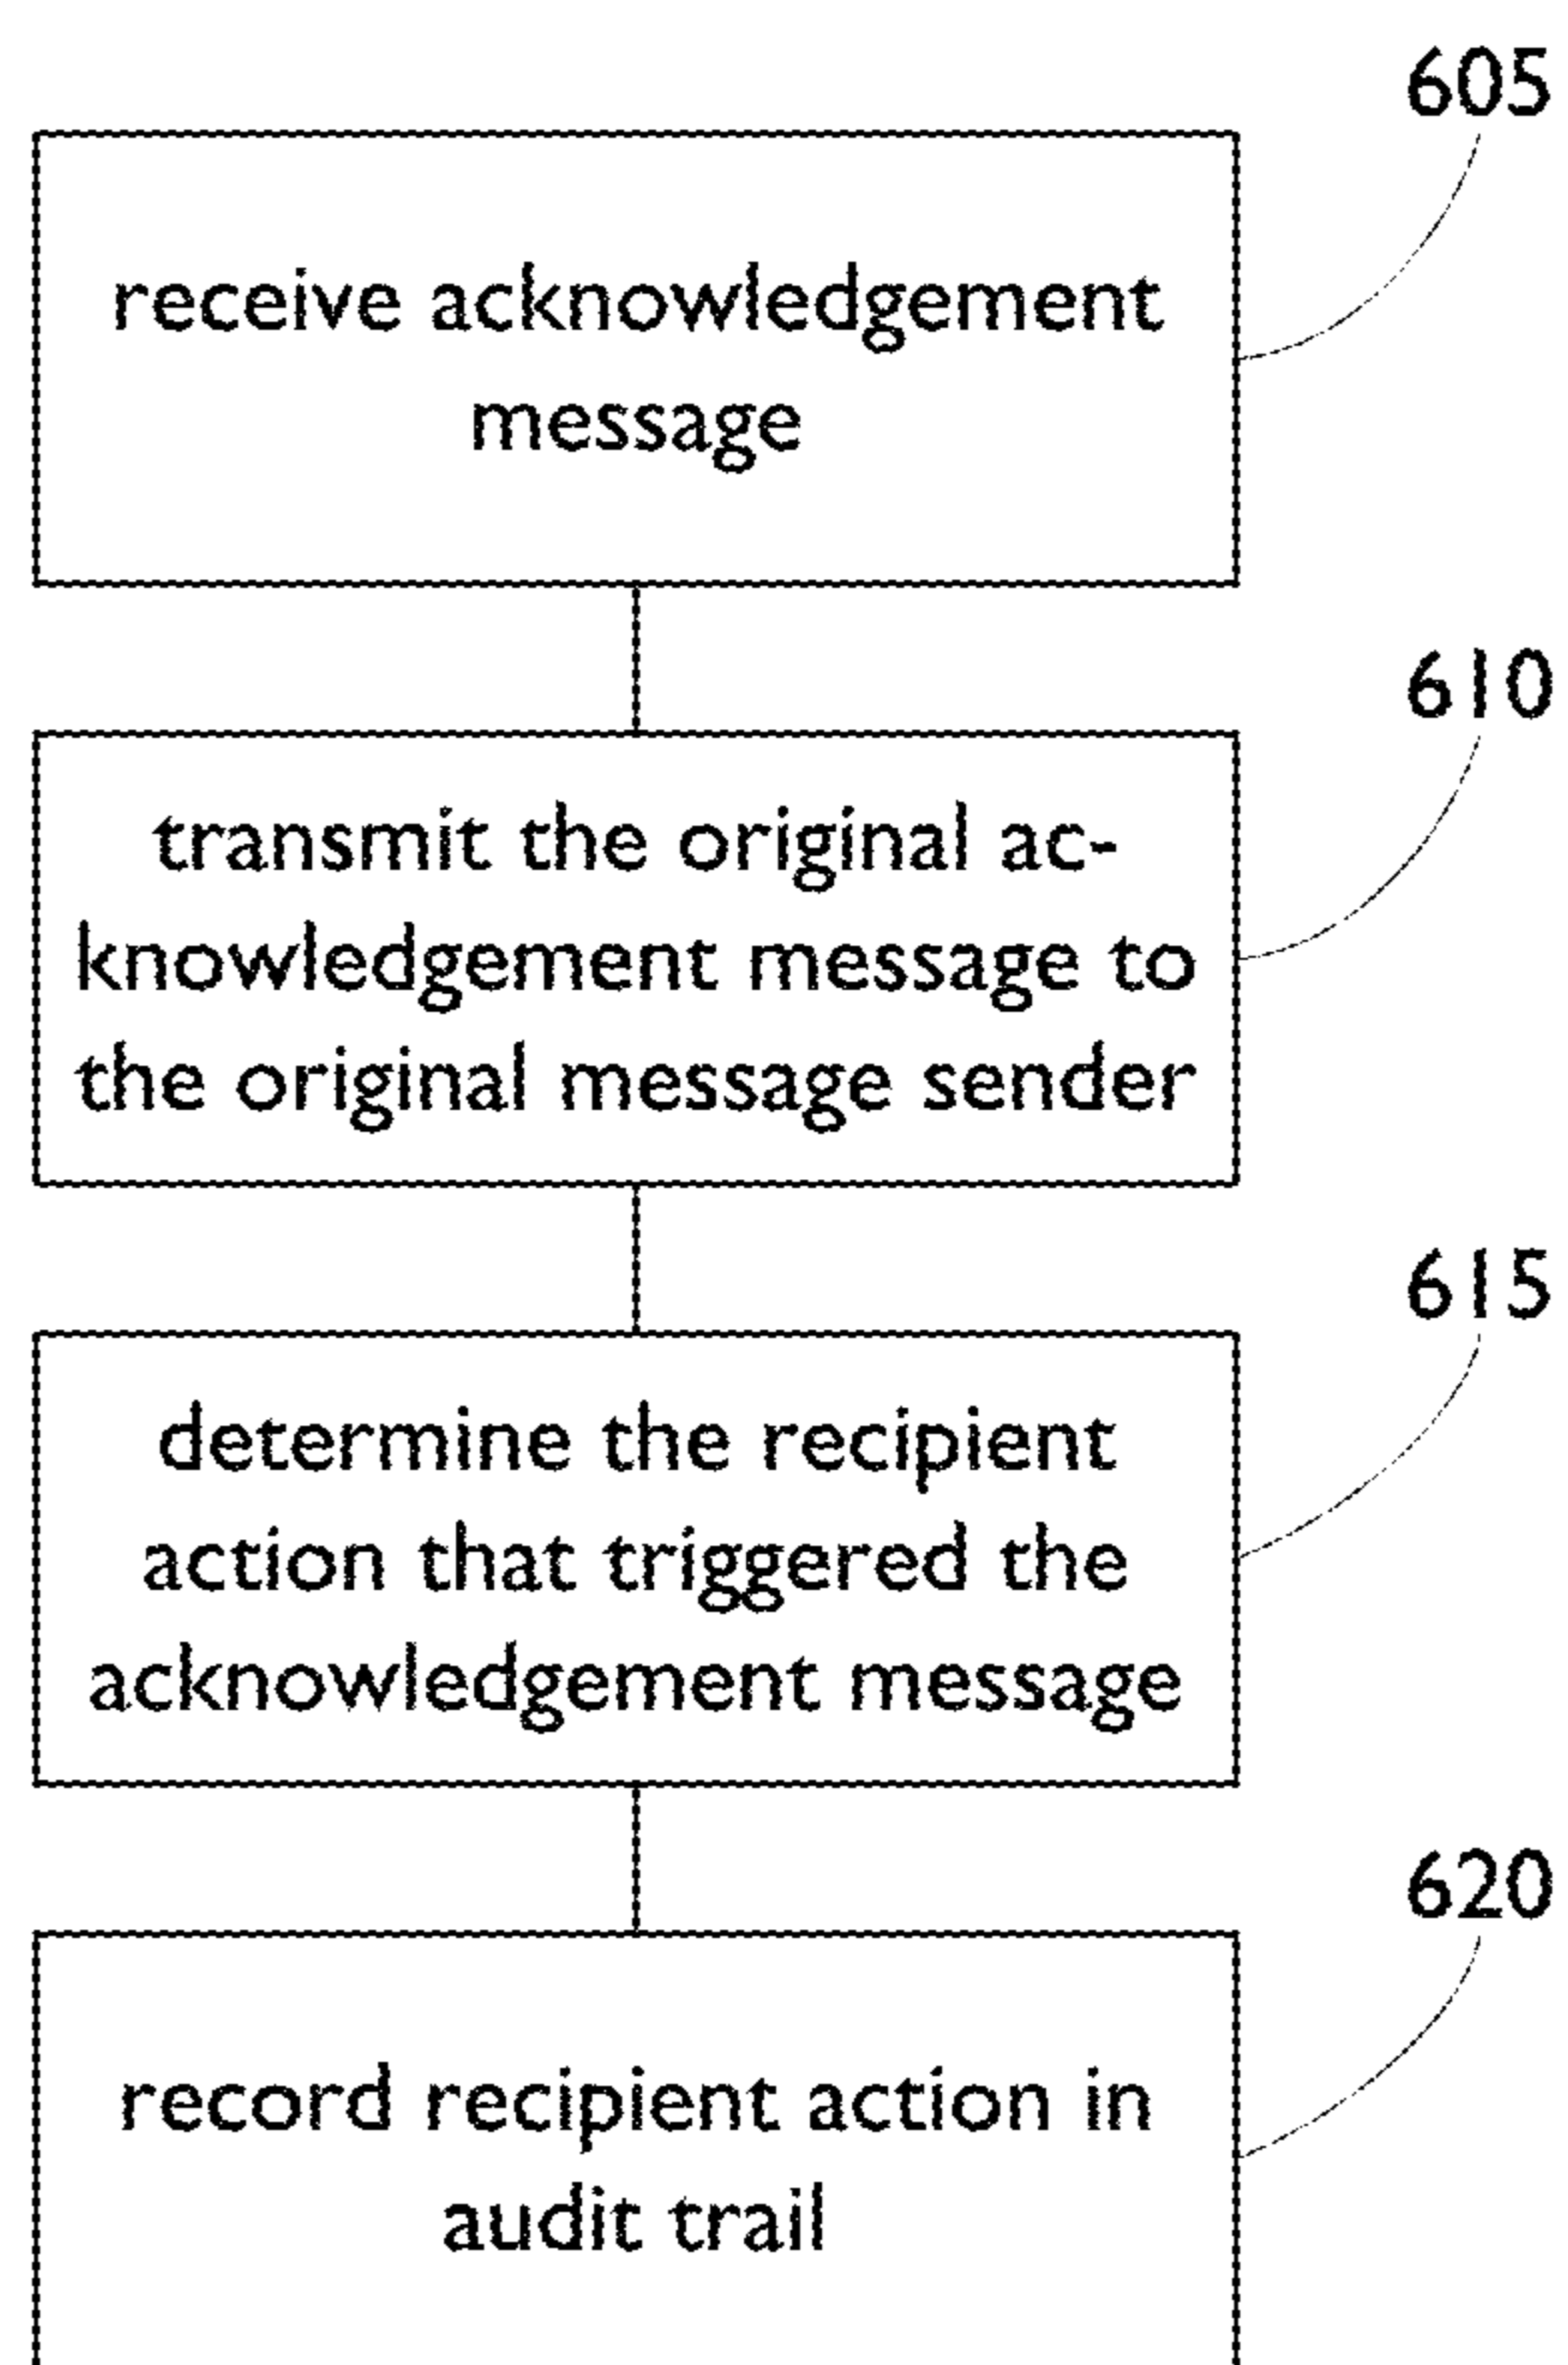 605
receive acknowledgement
message
610
transmit the original ac-
knowledgement message to
the original message sender
615
determine the recipient
action that triggered the
acknowledgement message
620
record recipient action in
audit trail